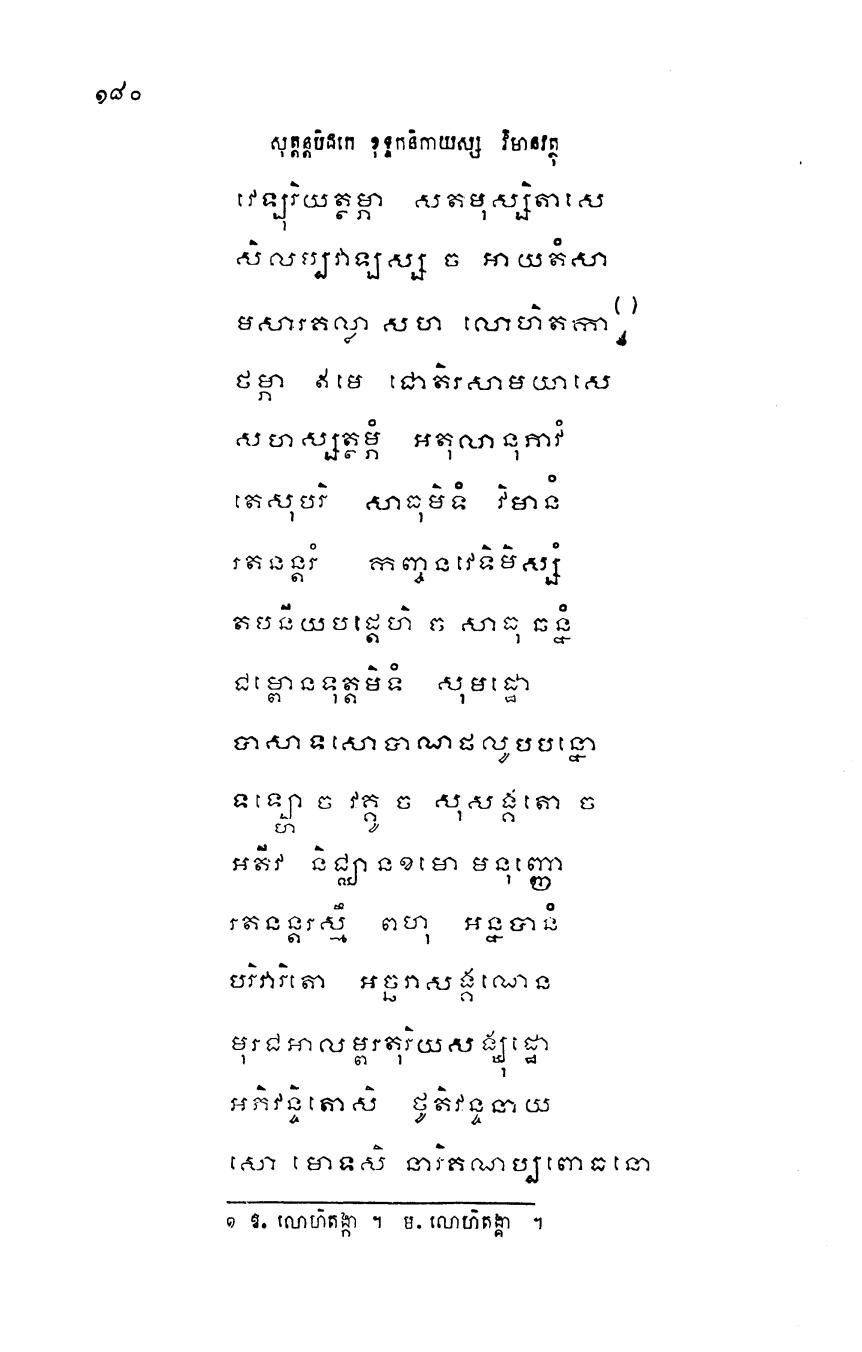 ១៨០
សុត្តន្តបិដកេ ខុទ្ទកនិកាយស្ស វិមានវត្ថុ
វេឡុរិយត្ថម្ភា សតមុស្សិតាសេ
សិលប្បវាឡស្ស ច អាយតំសា
មសារគល្លា សហ លោហិតកា (១)
ថម្ភា ឥមេ ជោតិរសាមយាសេ
សហស្សត្ថម្ភំ អតុលានុភាវំ
តេសុបរិ សាធុមិទំ វិមានំ
រតនន្តរំ កញ្ចនវេទិមិស្សំ
តបនីយបដ្ដេហិ ច សាធុ ឆន្នំ
ជម្ពោនទុត្តមិទំ សុមដ្ឋោ
បាសាទសោបាណផលូបបន្នោ
ទឡ្ហោ ច វគ្គូ ច សុសង្គតោ ច
អតីវ និជ្ឈានខមោ មនុញ្ញោ
រតនន្តរស្មឹ ពហុ អន្នបានំ
បរិវារិតោ អច្ឆរាសង្គណេន
មុរជអាលម្ពរតុរិយសង្ឃុដ្ឋោ
អភិវន្ទិតោសិ ថូតិវន្ទនាយ
សោ មោទសិ នារិគណប្បពោធនោ
១ ឱ. លោហិតង្កា ។ ម. លោហិតង្គា ។